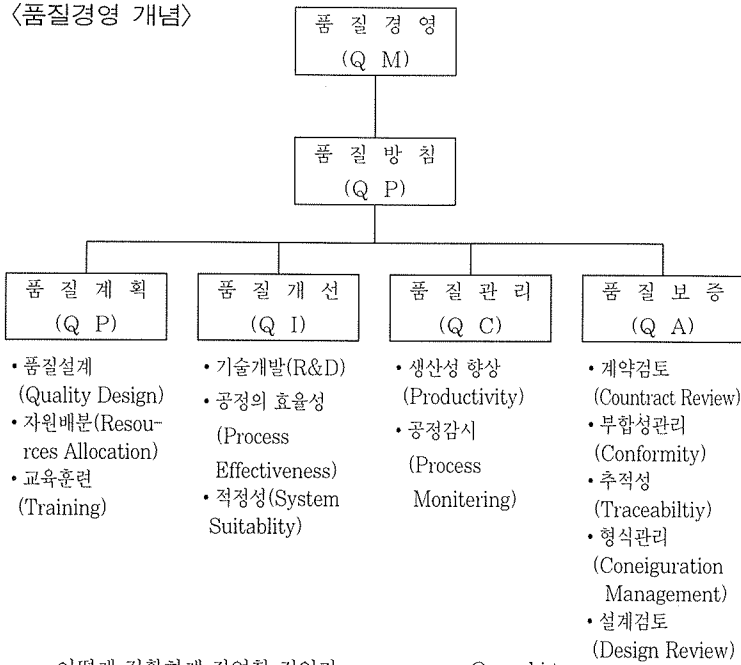 〈품질경영 개념〉
품 질 경 영
(Q M)
품 질 방 침
(Q P)
품 질 계 획
(Q P)
• 품질설계
(Quality Design)
• 자원배분(Resou-
rces Allocation)
• 교육훈련
(Training)
품 질 개 선
(Q I)
• 기술개발(R&D)
• 공정의 효율성
(Process
Effectiveness)
• 적정성(System
Suitablity)
품 질 관 리
(Q C)
• 생산성 향상
(Productivity)
• 공정감시
(Process
Monitering)
품 질 보 증
(Q A)
• 계약검토
(Countract Review)
• 부합성관리
(Conformity)
• 추적성
(Traceabiltiy)
• 형식관리
(Coneiguration
Management)
• 설계검토
(Design Review)